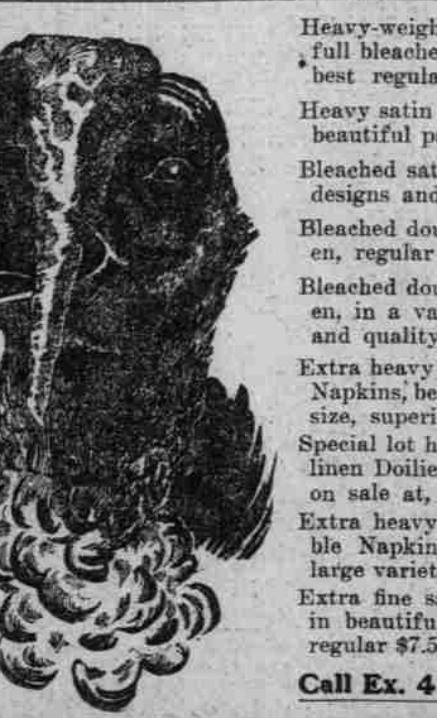 Heavy-weigh
full bleache
best regula
Heavy satin
beautiful p
Bleached sat
designs and
Bleached dou
en, regular
Bleached dou
en, in a va
and quality
Extra heavy
Napkins, be
size, superi
Special lot h
linen Doilie
on sale at,
Extra heavy
ble Napkin
large variet
Extra fine s
in beautifu
regular $7.5
Call Ex. 4